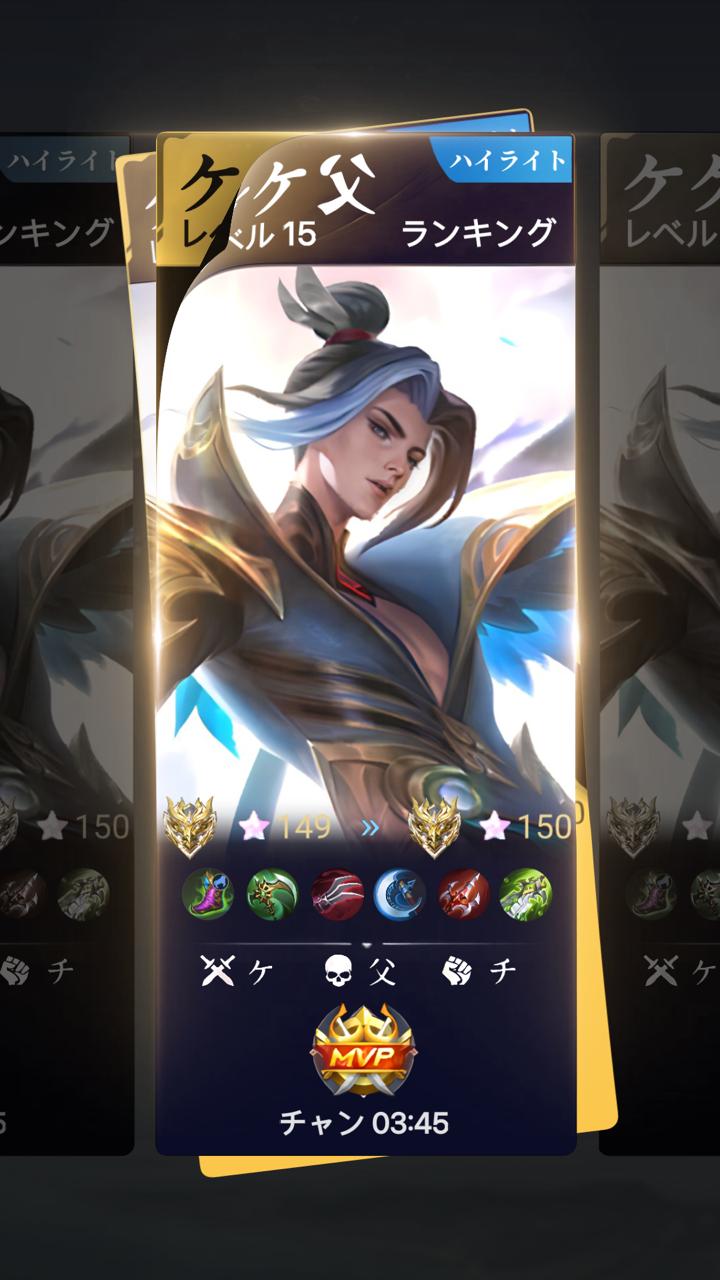 ハイライト
ケケ父
ハイライト
ケケ
レベル 15
ランキング
ンキング
レベル
150
149 » 150
ケ 父 チ
チ
ケ
MVP
チャン 03:45
5